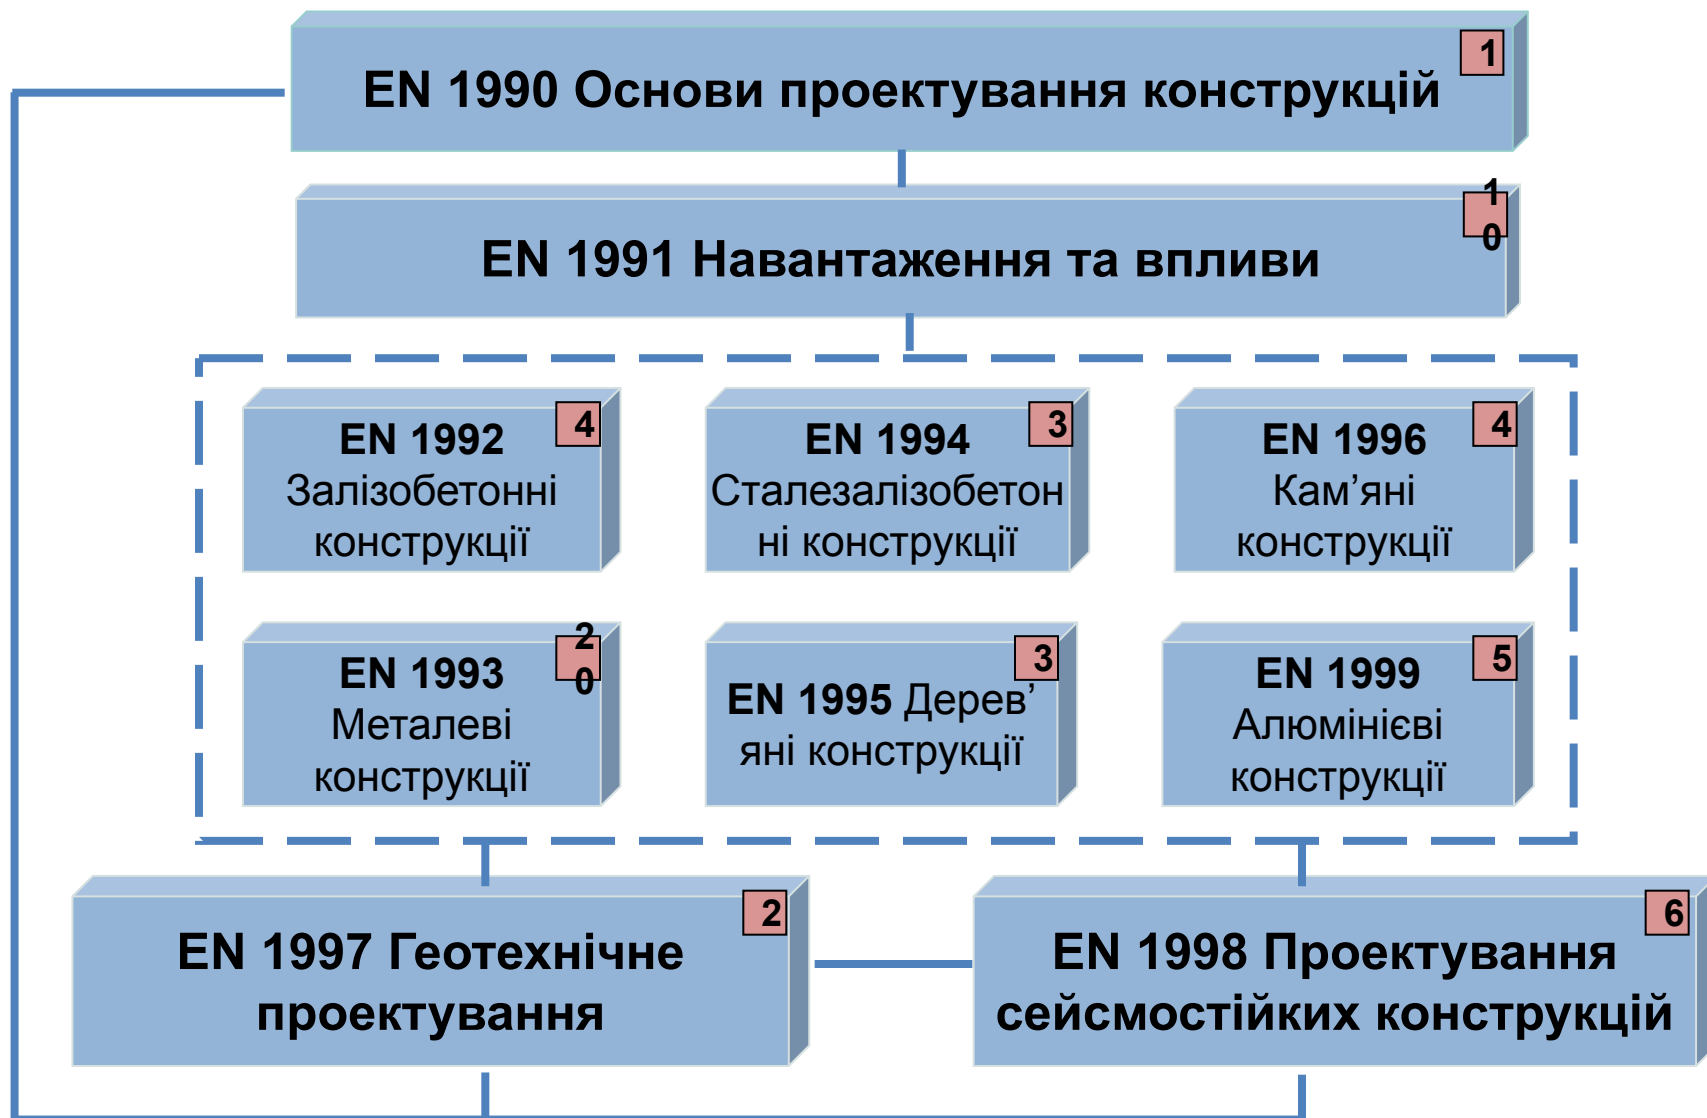 1
EN 1990 Основи проектування конструкцій
1
0
EN 1991 Навантаження та впливи
4
EN 1992
Залізобетонні
конструкції
3
EN 1994
Сталезалізобетон
ні конструкції
4
EN 1996
Кам’яні
конструкції
2
0
EN 1993
Металеві
конструкції
3
EN 1995 Дерев’
яні конструкції
5
EN 1999
Алюмінієві
конструкції
2
EN 1997 Геотехнічне
проектування
6
EN 1998 Проектування
сейсмостійких конструкцій